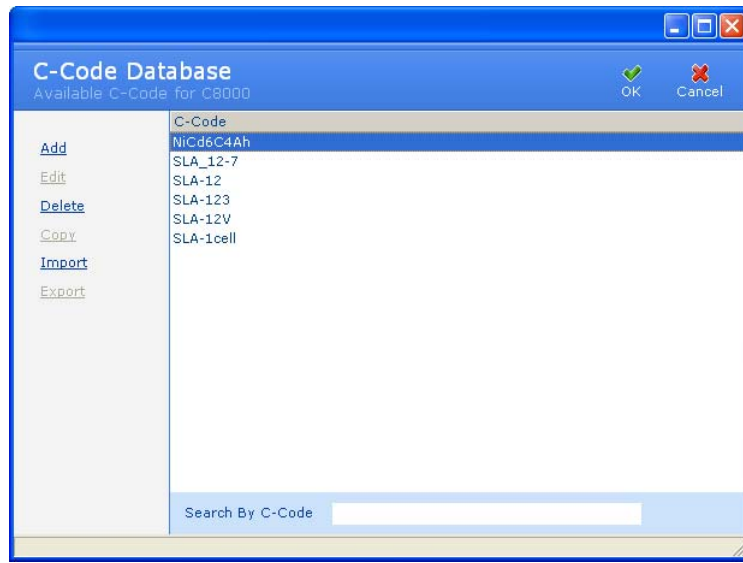 C-Code Database
Available C-Code for C8000
OK
Cancel
Add
Edit
Delete
Copy
Import
Export
C-Code
NiCd6C4Ah
SLA_12-7
SLA-12
SLA-123
SLA-12V
SLA-1cell
Search By C-Code